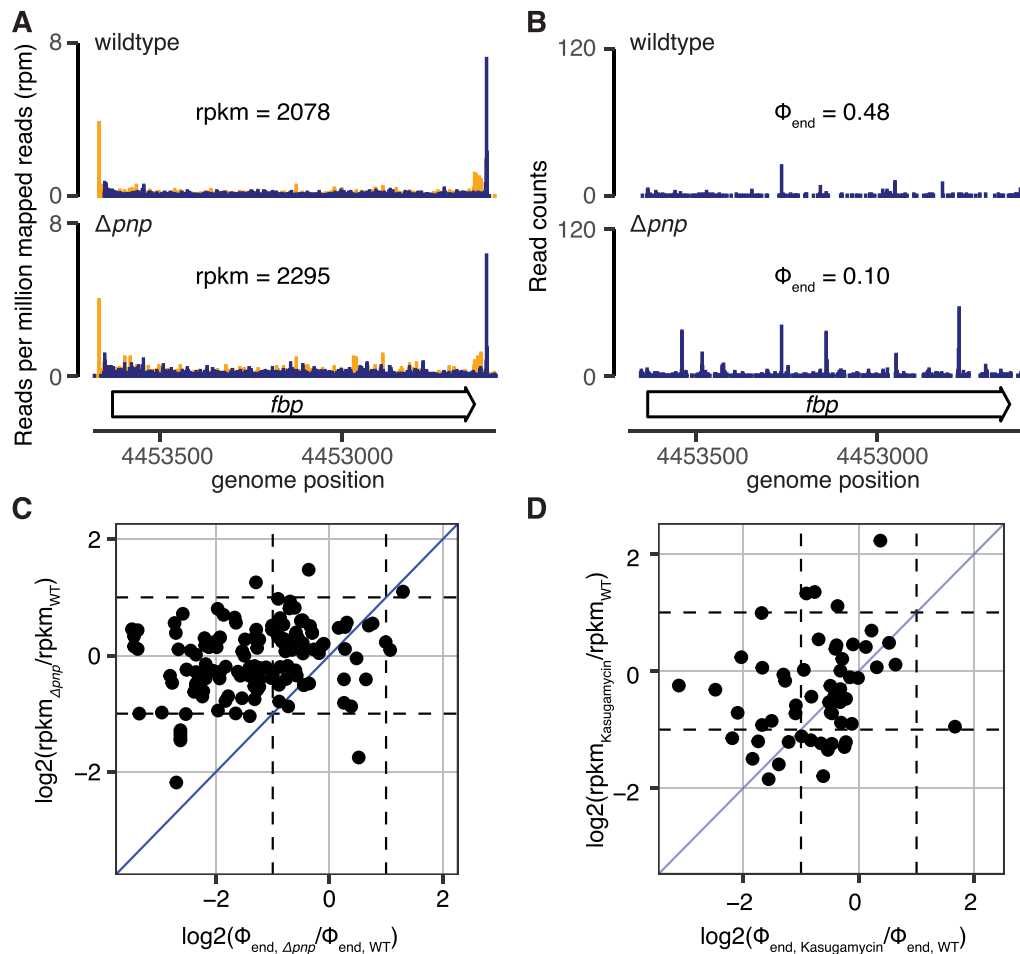 A
Reads per million mapped reads (rpm)
8
wildtype
rpkm = 2078
0
8
Δpnp
rpkm = 2295
0
fbp
4453500 4453000
genome position
B
Read counts
120
wildtype
Φend = 0.48
0
120
Δpnp
Φend = 0.10
0
fbp
4453500 4453000
genome position
C
log2(rpkmΔpnp/rpkmWT)
2
0
−2
−2 0 2
log2(Φend, Δpnp/Φend, WT)
D
log2(rpkmKasugamycin/rpkmWT)
2
0
−2
−2 0 2
log2(Φend, Kasugamycin/Φend, WT)